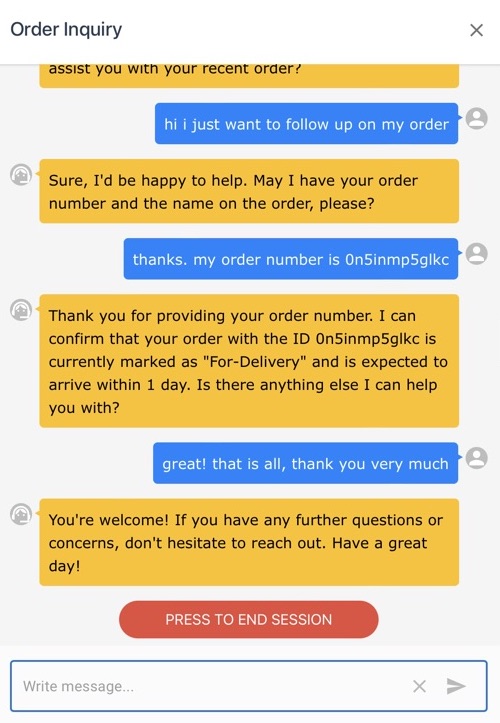 Order Inquiry
assist you with your recent order?
hi i just want to follow up on my order
Sure, I'd be happy to help. May I have your order
number and the name on the order, please?
thanks. my order number is 0n5inmp5glkc
Thank you for providing your order number. I can
confirm that your order with the ID 0n5inmp5glkc is
currently marked as "For-Delivery" and is expected to
arrive within 1 day. Is there anything else I can help
you with?
great! that is all, thank you very much
You're welcome! If you have any further questions or
concerns, don't hesitate to reach out. Have a great
day!
PRESS TO END SESSION
Write message...